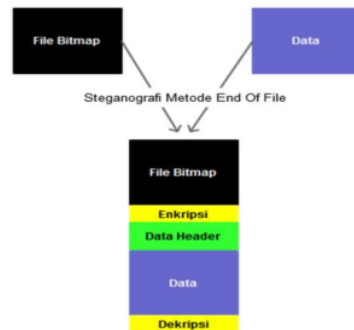 File Bitmap
Data
Steganografi Metode End Of File
File Bitmap
Enkripsi
Data Header
Data
Dekripsi